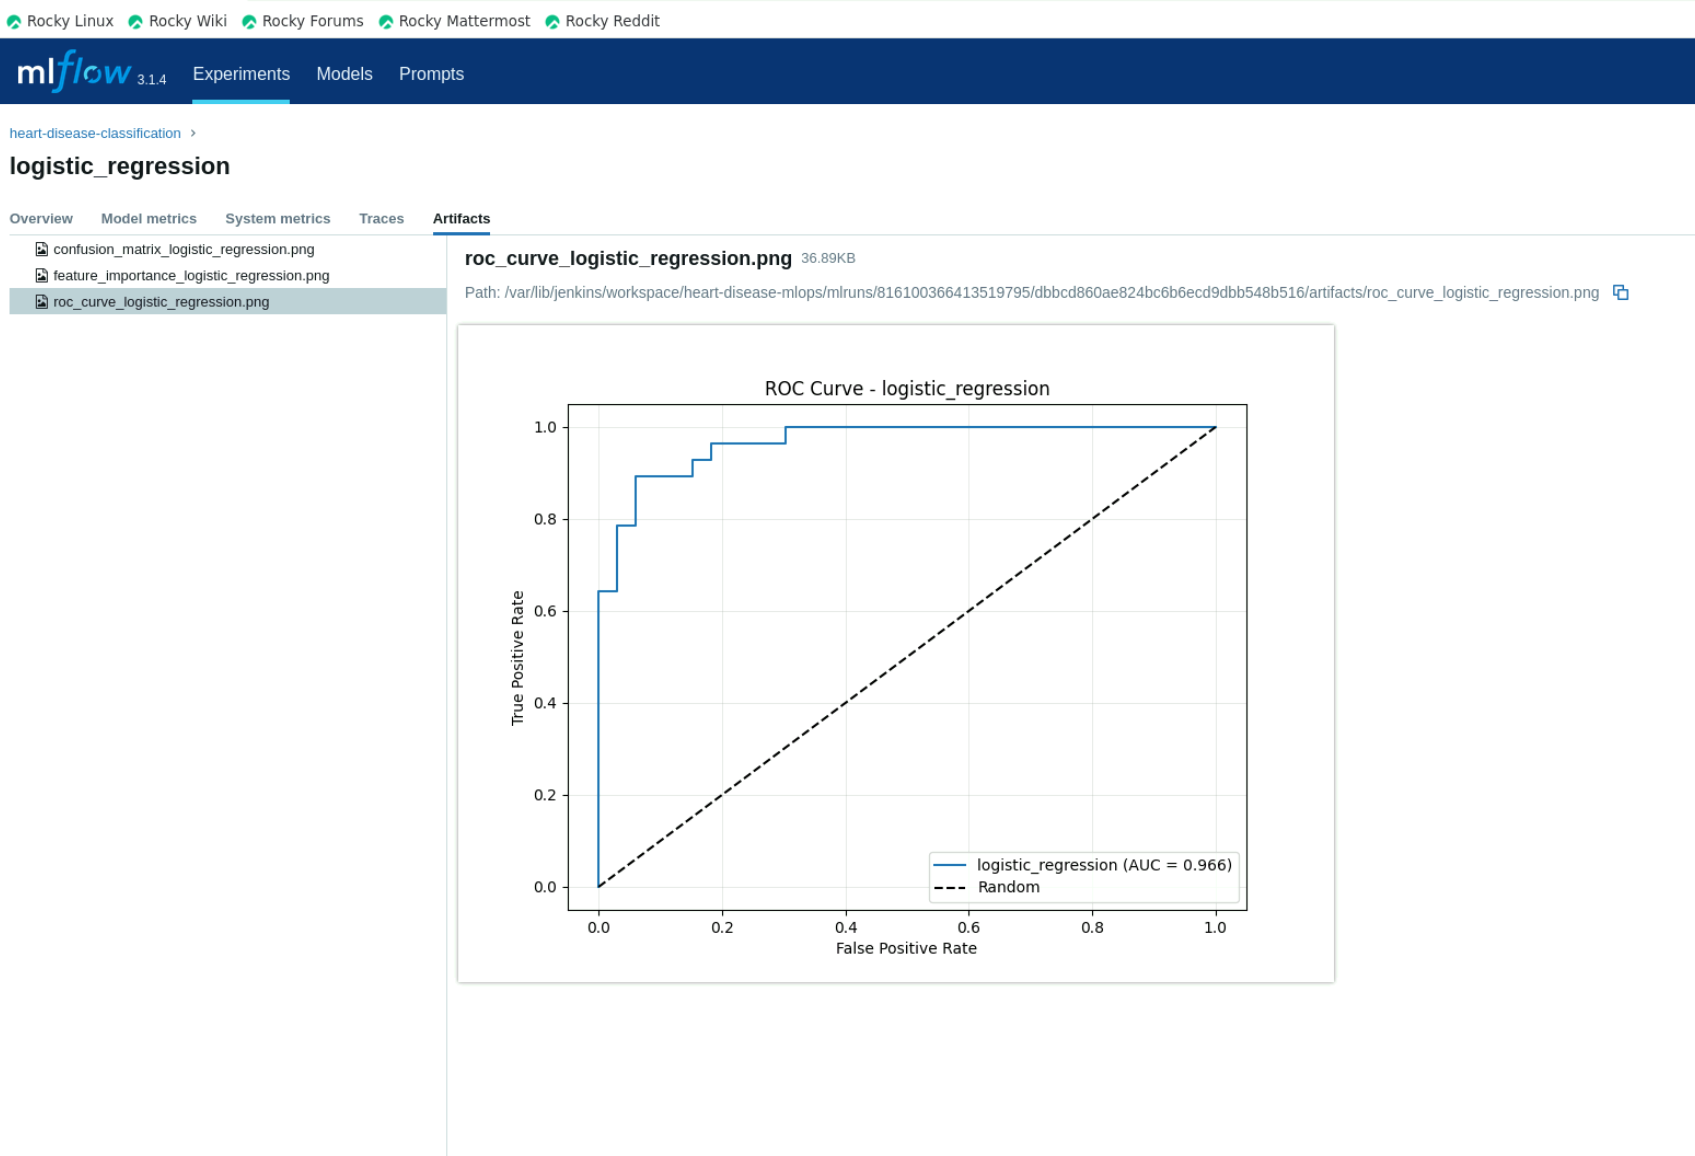 Rocky Linux Rocky Wiki Rocky Forums Rocky Mattermost Rocky Reddit
mlflow 3.1.4 Experiments Models Prompts
heart-disease-classification
logistic_regression
Overview Model metrics System metrics Traces Artifacts
confusion_matrix_logistic_regression.png
feature_importance_logistic_regression.png
roc_curve_logistic_regression.png
roc_curve_logistic_regression.png 36.89KB
Path: /var/lib/jenkins/workspace/heart-disease-mlops/mlruns/816100366413519795/dbbcd860ae824bc6b6ecd9dbb548b516/artifacts/roc_curve_logistic_regression.png
ROC Curve - logistic_regression
1.0
0.8
0.6
0.4
0.2
0.0
True Positive Rate
logistic_regression (AUC = 0.966)
Random
0.0 0.2 0.4 0.6 0.8 1.0
False Positive Rate